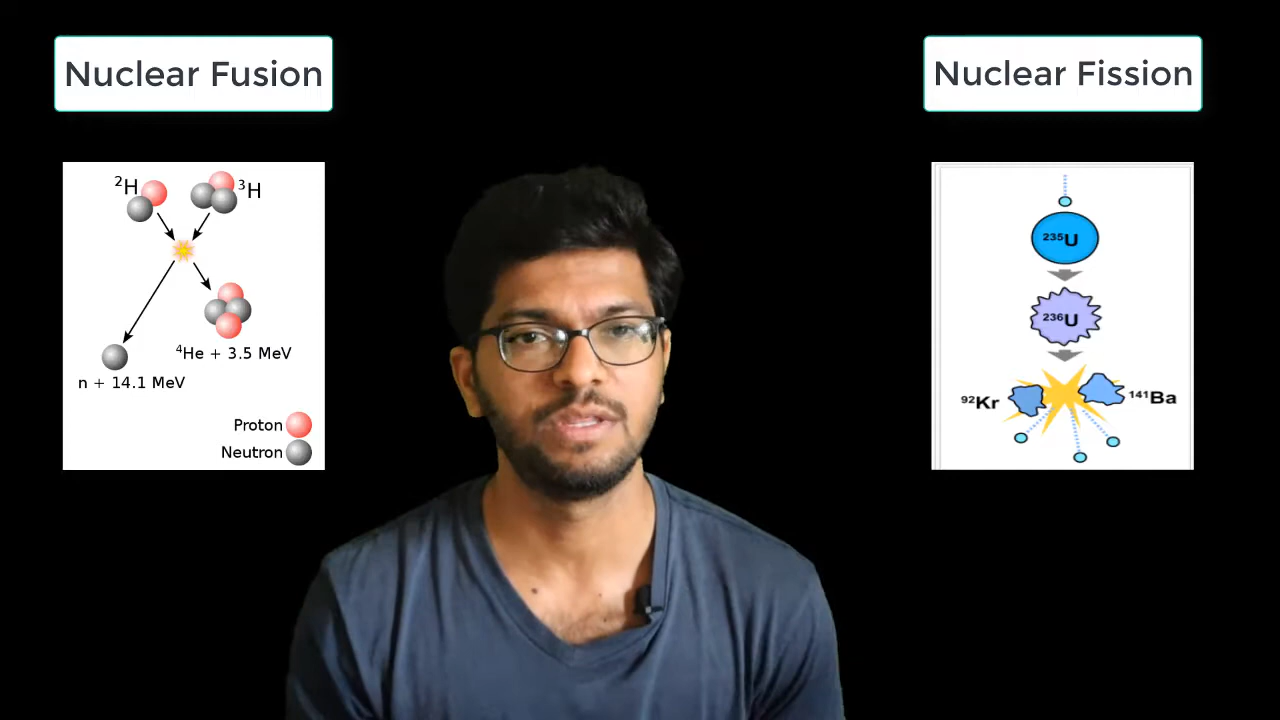 Nuclear Fusion
Nuclear Fission
²H
³H
⁴He + 3.5 MeV
n + 14.1 MeV
Proton
Neutron
²³⁵U
²³⁶U
⁹²Kr
¹⁴¹Ba